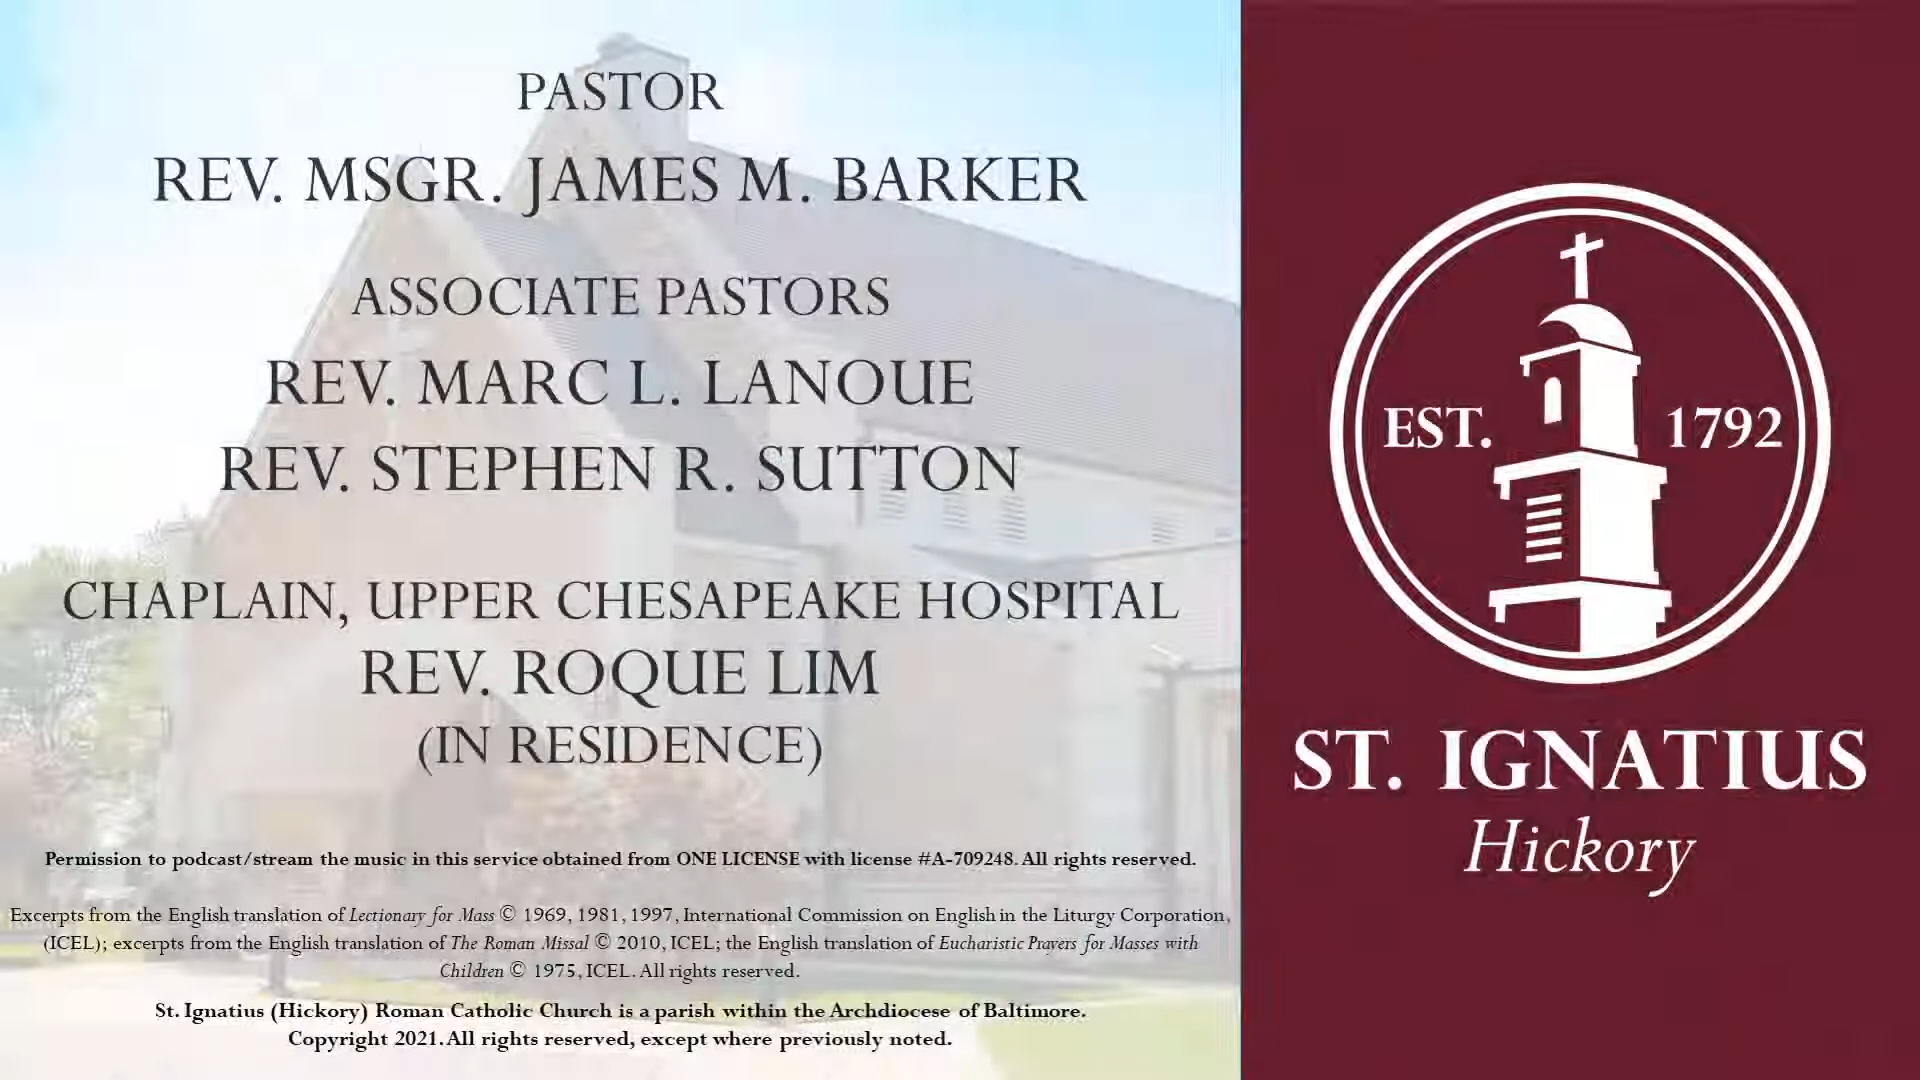 PASTOR
REV. MSGR. JAMES M. BARKER
ASSOCIATE PASTORS
REV. MARC L. LANOUE
REV. STEPHEN R. SUTTON
CHAPLAIN, UPPER CHESAPEAKE HOSPITAL
REV. ROQUE LIM
(IN RESIDENCE)
Permission to podcast/stream the music in this service obtained from ONE LICENSE with license #A-709248. All rights reserved.
Excerpts from the English translation of Lectionary for Mass © 1969, 1981, 1997, International Commission on English in the Liturgy Corporation,
(ICEL); excerpts from the English translation of The Roman Missal © 2010, ICEL; the English translation of Eucharistic Prayers for Masses with
Children © 1975, ICEL. All rights reserved.
St. Ignatius (Hickory) Roman Catholic Church is a parish within the Archdiocese of Baltimore.
Copyright 2021. All rights reserved, except where previously noted.
EST. 1792
ST. IGNATIUS
Hickory